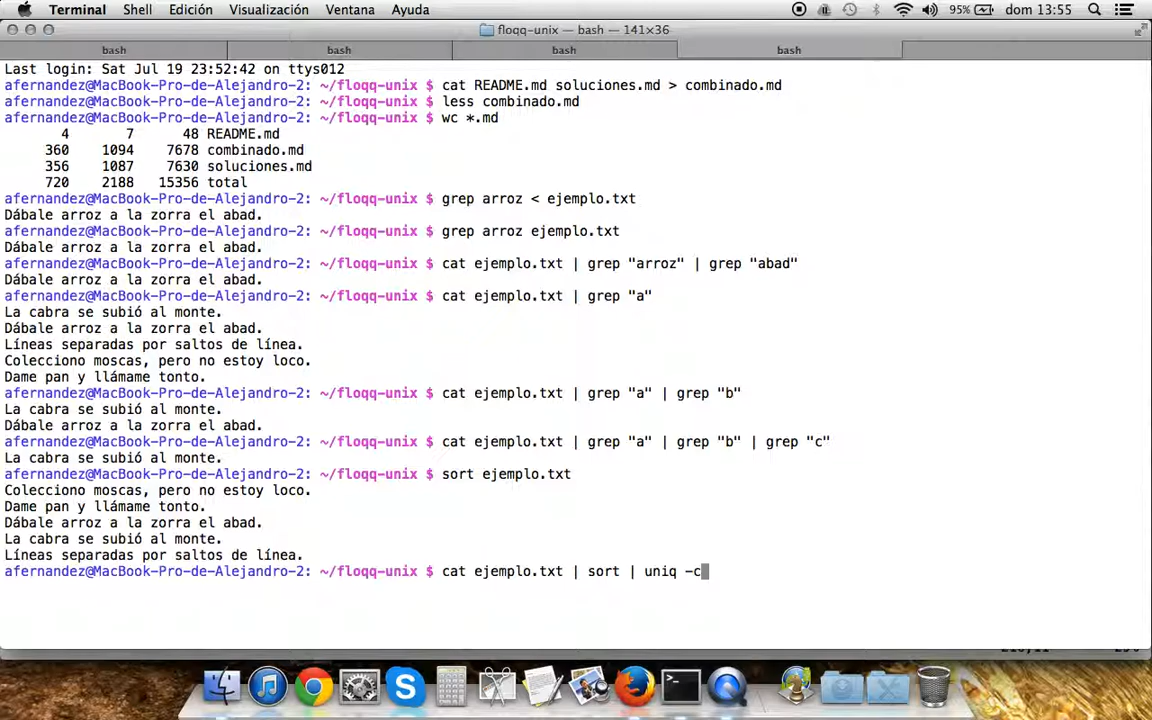 Terminal Shell Edición Visualización Ventana Ayuda 95% dom 13:55
floqq-unix — bash — 141×36
bash bash bash bash
Last login: Sat Jul 19 23:52:42 on ttys012
afernandez@MacBook-Pro-de-Alejandro-2: ~/floqq-unix $ cat README.md soluciones.md > combinado.md
afernandez@MacBook-Pro-de-Alejandro-2: ~/floqq-unix $ less combinado.md
afernandez@MacBook-Pro-de-Alejandro-2: ~/floqq-unix $ wc *.md
4 7 48 README.md
360 1094 7678 combinado.md
356 1087 7630 soluciones.md
720 2188 15356 total
afernandez@MacBook-Pro-de-Alejandro-2: ~/floqq-unix $ grep arroz < ejemplo.txt
Dábale arroz a la zorra el abad.
afernandez@MacBook-Pro-de-Alejandro-2: ~/floqq-unix $ grep arroz ejemplo.txt
Dábale arroz a la zorra el abad.
afernandez@MacBook-Pro-de-Alejandro-2: ~/floqq-unix $ cat ejemplo.txt | grep "arroz" | grep "abad"
Dábale arroz a la zorra el abad.
afernandez@MacBook-Pro-de-Alejandro-2: ~/floqq-unix $ cat ejemplo.txt | grep "a"
La cabra se subió al monte.
Dábale arroz a la zorra el abad.
Líneas separadas por saltos de línea.
Colecciono moscas, pero no estoy loco.
Dame pan y llámame tonto.
afernandez@MacBook-Pro-de-Alejandro-2: ~/floqq-unix $ cat ejemplo.txt | grep "a" | grep "b"
La cabra se subió al monte.
Dábale arroz a la zorra el abad.
afernandez@MacBook-Pro-de-Alejandro-2: ~/floqq-unix $ cat ejemplo.txt | grep "a" | grep "b" | grep "c"
La cabra se subió al monte.
afernandez@MacBook-Pro-de-Alejandro-2: ~/floqq-unix $ sort ejemplo.txt
Colecciono moscas, pero no estoy loco.
Dame pan y llámame tonto.
Dábale arroz a la zorra el abad.
La cabra se subió al monte.
Líneas separadas por saltos de línea.
afernandez@MacBook-Pro-de-Alejandro-2: ~/floqq-unix $ cat ejemplo.txt | sort | uniq -c